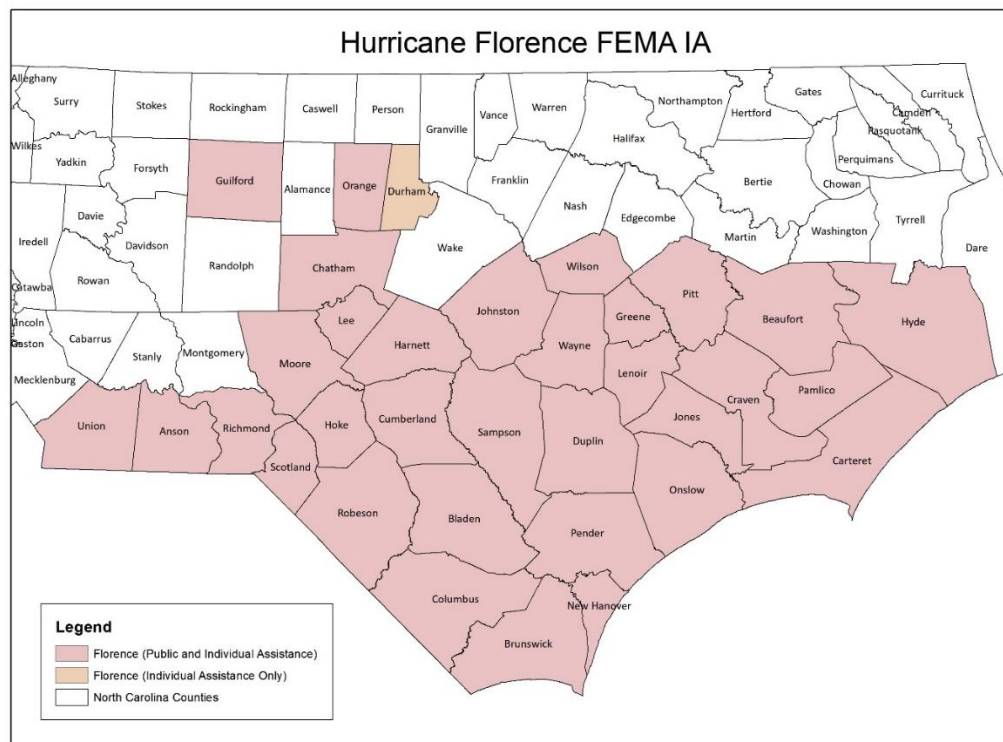 Hurricane Florence FEMA IA
Alleghany
Surry
Stokes
Rockingham
Caswell
Person
Granville
Vance
Warren
Northampton
Hertford
Gates
Currituck
Camden
Pasquotank
Perquimans
Chowan
Halifax
Wilkes
Yadkin
Forsyth
Guilford
Alamance
Orange
Durham
Franklin
Nash
Edgecombe
Bertie
Martin
Washington
Tyrrell
Dare
Iredell
Davie
Davidson
Randolph
Chatham
Wake
Rowan
Catawba
Lincoln
Gaston
Cabarrus
Stanly
Montgomery
Mecklenburg
Moore
Lee
Harnett
Johnston
Wilson
Wayne
Greene
Pitt
Beaufort
Hyde
Lenoir
Craven
Pamlico
Jones
Carteret
Union
Anson
Richmond
Scotland
Hoke
Cumberland
Sampson
Duplin
Onslow
Robeson
Bladen
Pender
Columbus
Brunswick
New Hanover
Legend
Florence (Public and Individual Assistance)
Florence (Individual Assistance Only)
North Carolina Counties